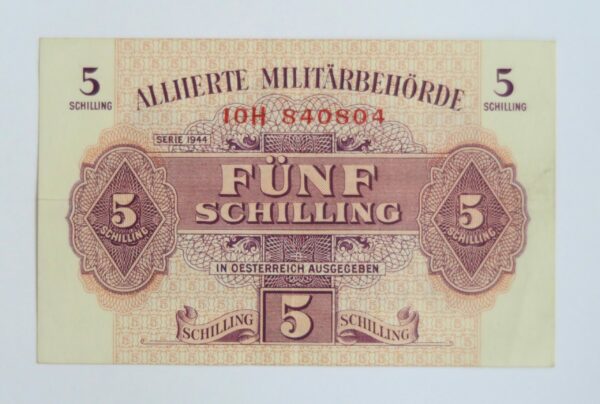 5
SCHILLING
5
SCHILLING
ALLIIERTE MILITÄRBEHÖRDE
10H 840804
SERIE 1944
FÜNF
SCHILLING
5
SCHILLING
5
SCHILLING
IN OESTERREICH AUSGEGEBEN
SCHILLING 5 SCHILLING